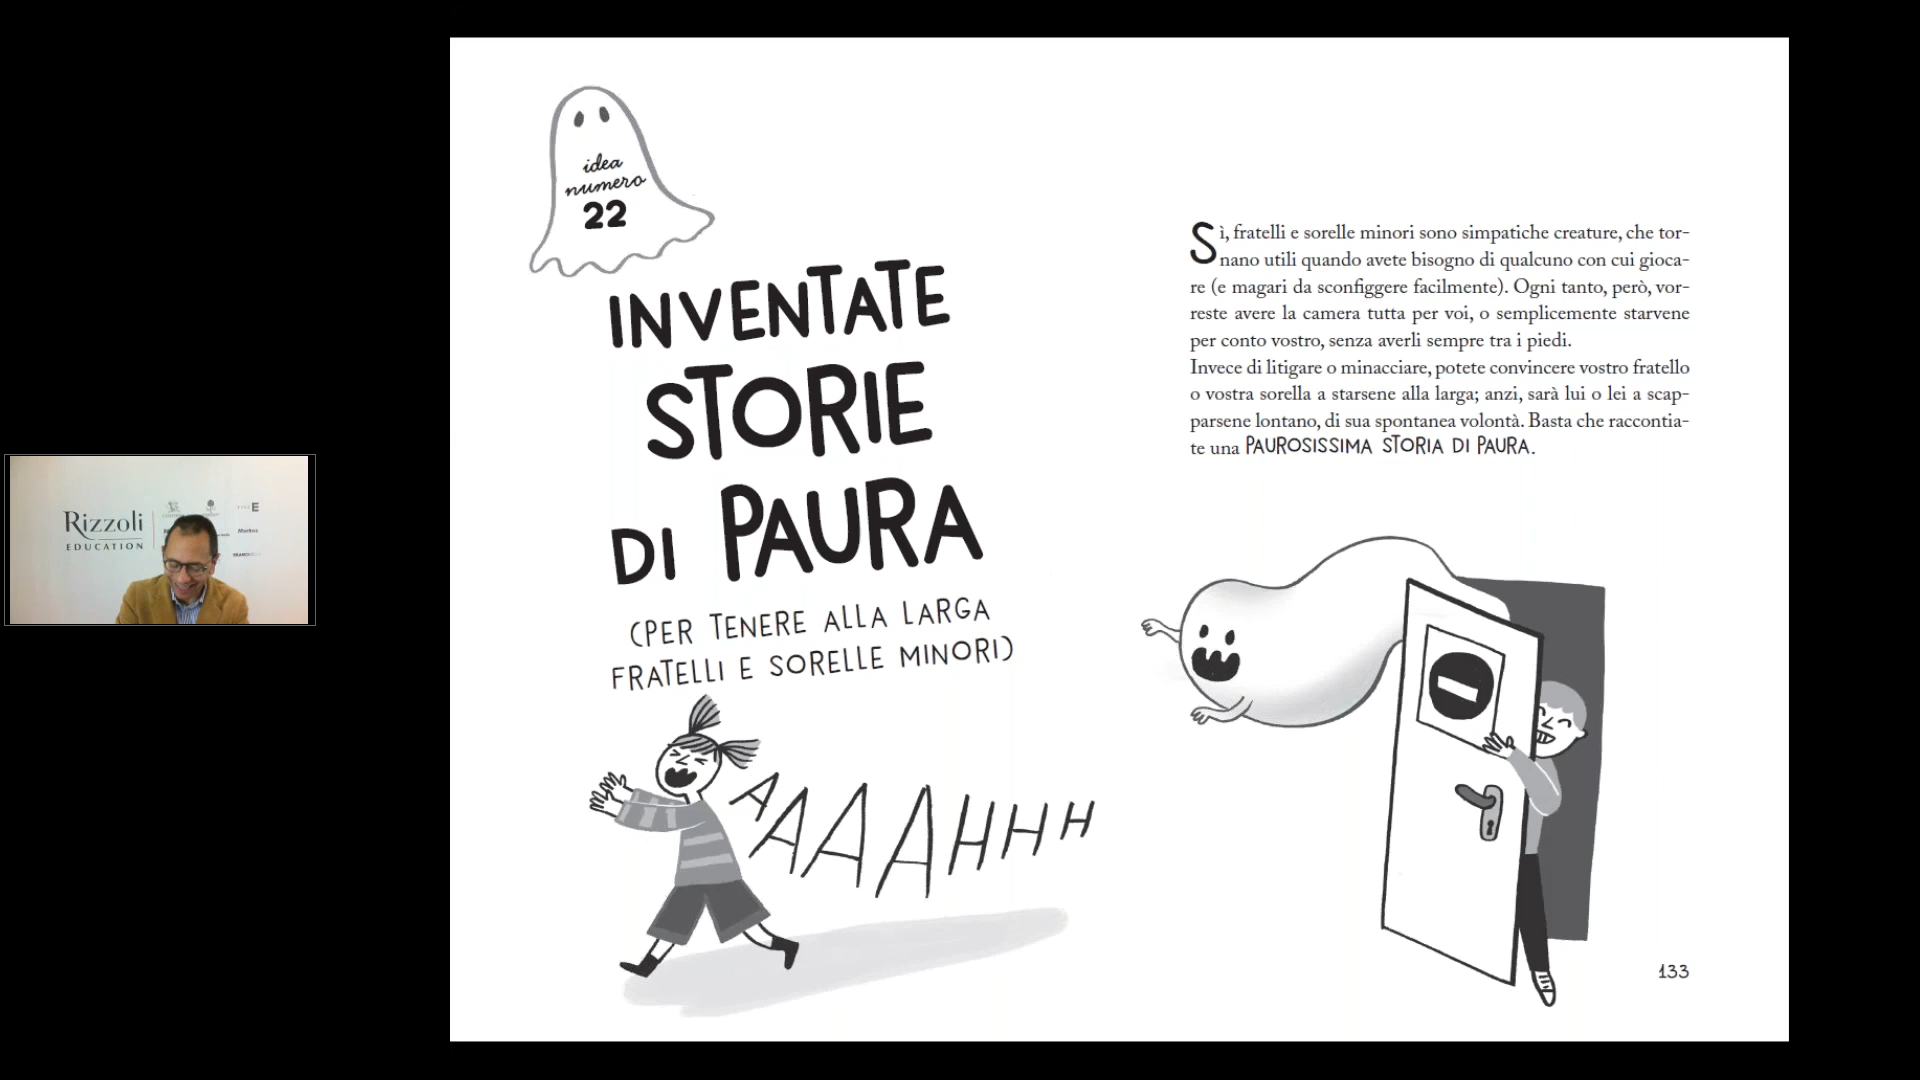 idea
numero
22
INVENTATE
STORIE
DI PAURA
(PER TENERE ALLA LARGA
FRATELLI E SORELLE MINORI)
AAAAHHH
Sì, fratelli e sorelle minori sono simpatiche creature, che tor-
nano utili quando avete bisogno di qualcuno con cui gioca-
re (e magari da sconfiggere facilmente). Ogni tanto, però, vor-
reste avere la camera tutta per voi, o semplicemente starvene
per conto vostro, senza averli sempre tra i piedi.
Invece di litigare o minacciare, potete convincere vostro fratello
o vostra sorella a starsene alla larga; anzi, sarà lui o lei a scap-
parsene lontano, di sua spontanea volontà. Basta che raccontia-
te una PAUROSISSIMA STORIA DI PAURA.
133
Rizzoli
EDUCATION